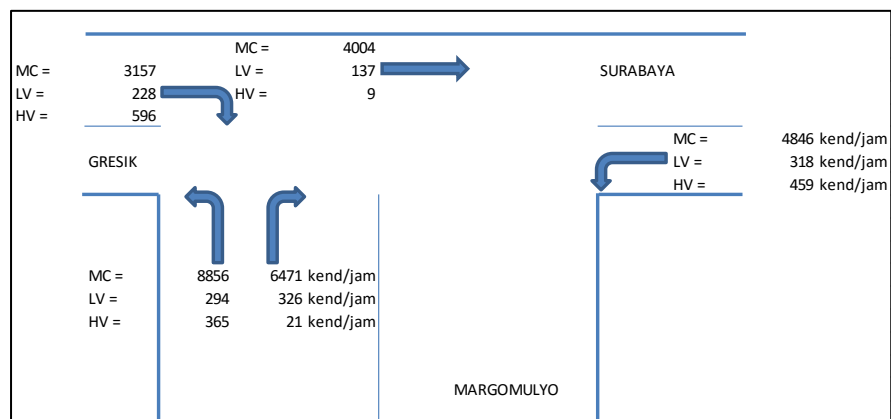 MC = 4004
MC = 3157 LV = 137 SURABAYA
LV = 228 HV = 9
HV = 596
MC = 4846 kend/jam
GRESIK LV = 318 kend/jam
HV = 459 kend/jam
MC = 8856 6471 kend/jam
LV = 294 326 kend/jam
HV = 365 21 kend/jam
MARGOMULYO